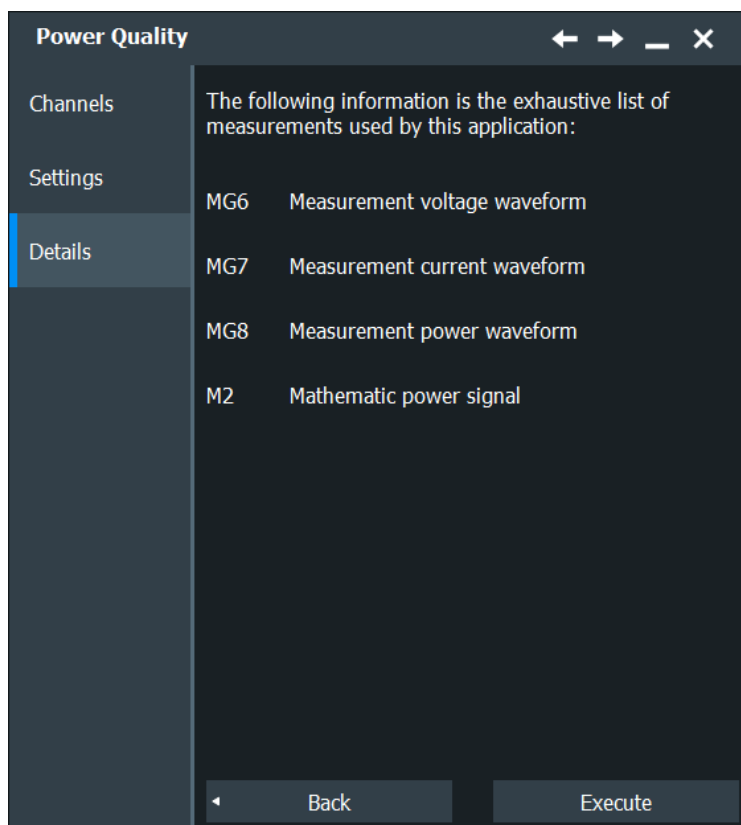 Power Quality
Channels
Settings
Details
The following information is the exhaustive list of
measurements used by this application:
MG6 Measurement voltage waveform
MG7 Measurement current waveform
MG8 Measurement power waveform
M2 Mathematic power signal
Back
Execute